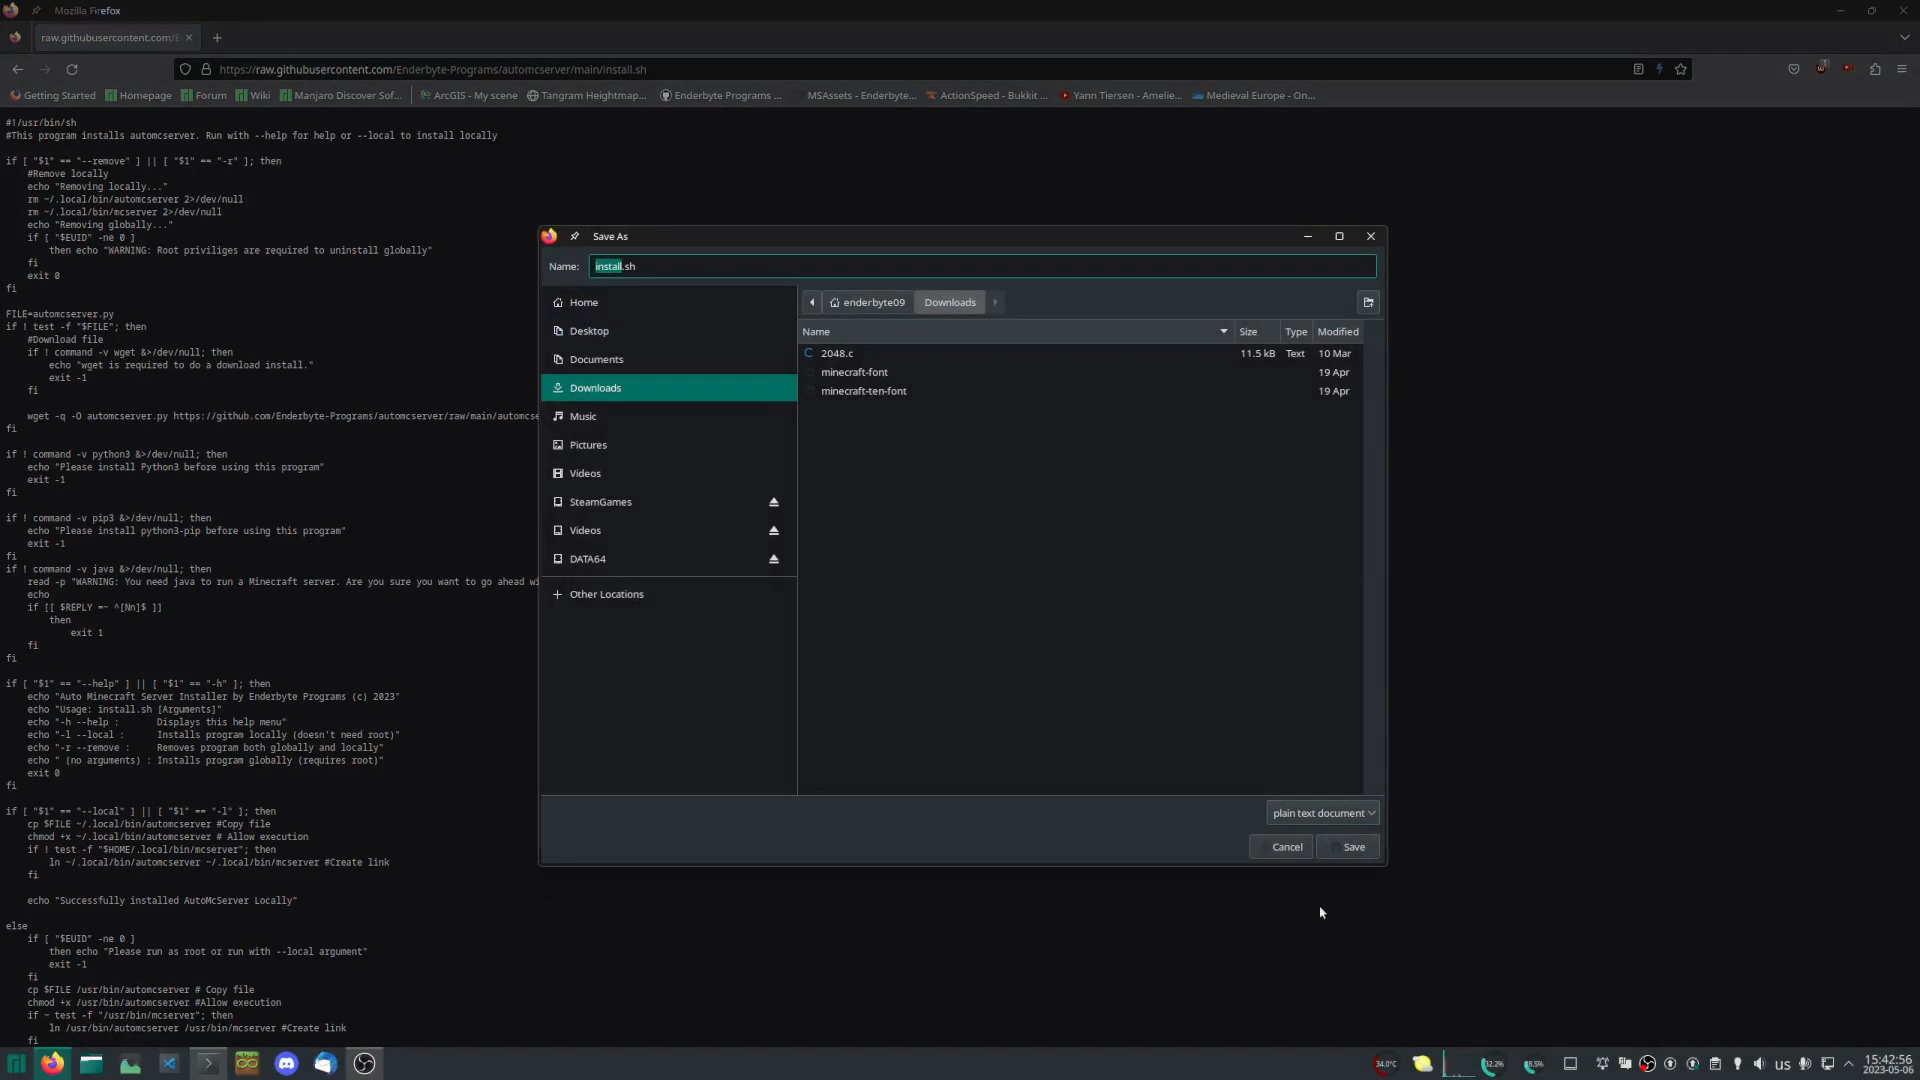 Mozilla Firefox
raw.githubusercontent.com/E
https://raw.githubusercontent.com/Enderbyte-Programs/automcserver/main/install.sh
Getting Started
Homepage
Forum
Wiki
Manjaro Discover Sof...
ArcGIS - My scene
Tangram Heightmap...
Enderbyte Programs ...
MSAssets - Enderbyte...
ActionSpeed - Bukkit ...
Yann Tiersen - Amelie...
Medieval Europe - On...
#!/usr/bin/sh
#This program installs automcserver. Run with --help for help or --local to install locally
if [ "$1" == "--remove" ] || [ "$1" == "-r" ]; then
#Remove locally
echo "Removing locally..."
rm ~/.local/bin/automcserver 2>/dev/null
rm ~/.local/bin/mcserver 2>/dev/null
echo "Removing globally..."
if [ "$EUID" -ne 0 ]
then echo "WARNING: Root priviliges are required to uninstall globally"
fi
exit 0
fi
FILE=automcserver.py
if ! test -f "$FILE"; then
#Download file
if ! command -v wget &>/dev/null; then
echo "wget is required to do a download install."
exit -1
fi
wget -q -O automcserver.py https://github.com/Enderbyte-Programs/automcserver/raw/main/automcse
fi
if ! command -v python3 &>/dev/null; then
echo "Please install Python3 before using this program"
exit -1
fi
if ! command -v pip3 &>/dev/null; then
echo "Please install python3-pip before using this program"
exit -1
fi
if ! command -v java &>/dev/null; then
read -p "WARNING: You need java to run a Minecraft server. Are you sure you want to go ahead wi
echo
if [[ $REPLY =~ ^[Nn]$ ]]
then
exit 1
fi
fi
if [ "$1" == "--help" ] || [ "$1" == "-h" ]; then
echo "Auto Minecraft Server Installer by Enderbyte Programs (c) 2023"
echo "Usage: install.sh [Arguments]"
echo "-h --help :       Displays this help menu"
echo "-l --local :      Installs program locally (doesn't need root)"
echo "-r --remove :     Removes program both globally and locally"
echo " (no arguments) : Installs program globally (requires root)"
exit 0
fi
if [ "$1" == "--local" ] || [ "$1" == "-l" ]; then
cp $FILE ~/.local/bin/automcserver #Copy file
chmod +x ~/.local/bin/automcserver # Allow execution
if ! test -f "$HOME/.local/bin/mcserver"; then
ln ~/.local/bin/automcserver ~/.local/bin/mcserver #Create link
fi
echo "Successfully installed AutoMcServer Locally"
else
if [ "$EUID" -ne 0 ]
then echo "Please run as root or run with --local argument"
exit -1
fi
cp $FILE /usr/bin/automcserver # Copy file
chmod +x /usr/bin/automcserver #Allow execution
if ~ test -f "/usr/bin/mcserver"; then
ln /usr/bin/automcserver /usr/bin/mcserver #Create link
fi
Save As
Name: install.sh
Home
Desktop
Documents
Downloads
Music
Pictures
Videos
SteamGames
Videos
DATA64
Other Locations
enderbyte09
Downloads
Name Size Type Modified
2048.c 11.5 kB Text 10 Mar
minecraft-font 19 Apr
minecraft-ten-font 19 Apr
plain text document
Cancel
Save
34.0°C
32.2%
us
15:42:56
2023-05-06